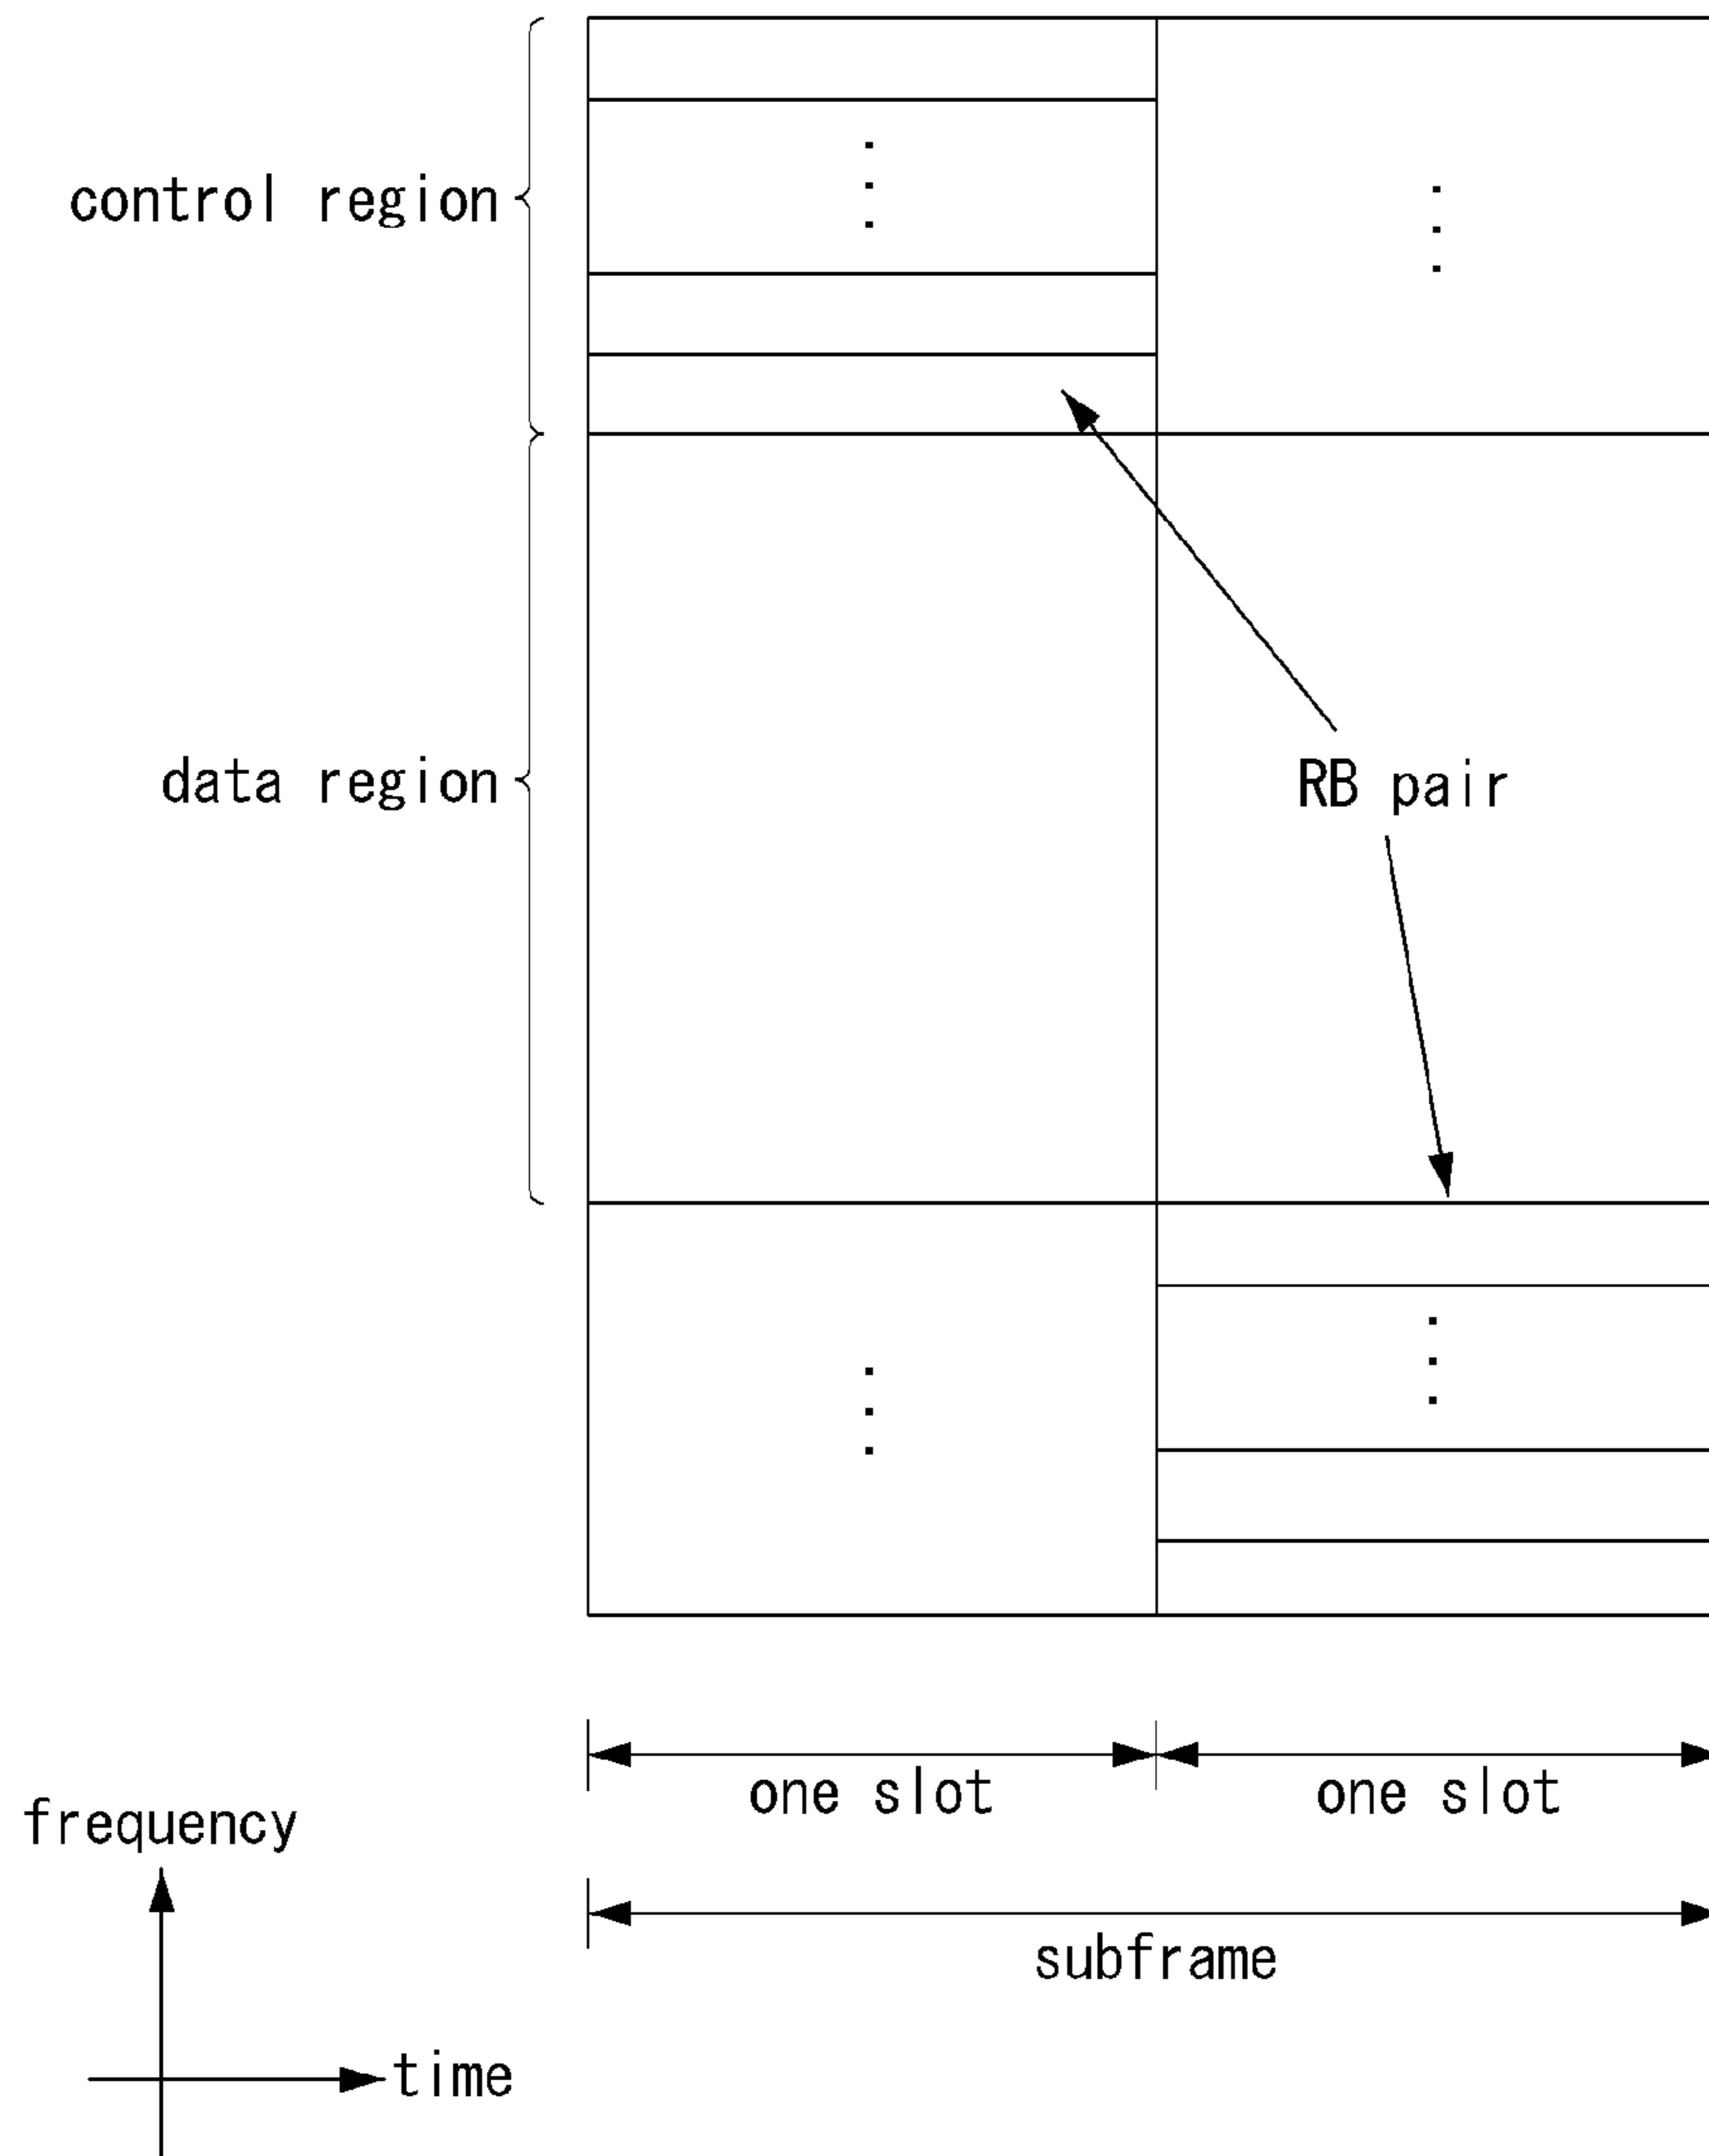 control region
data region
RB pair
one slot
one slot
frequency
subframe
time